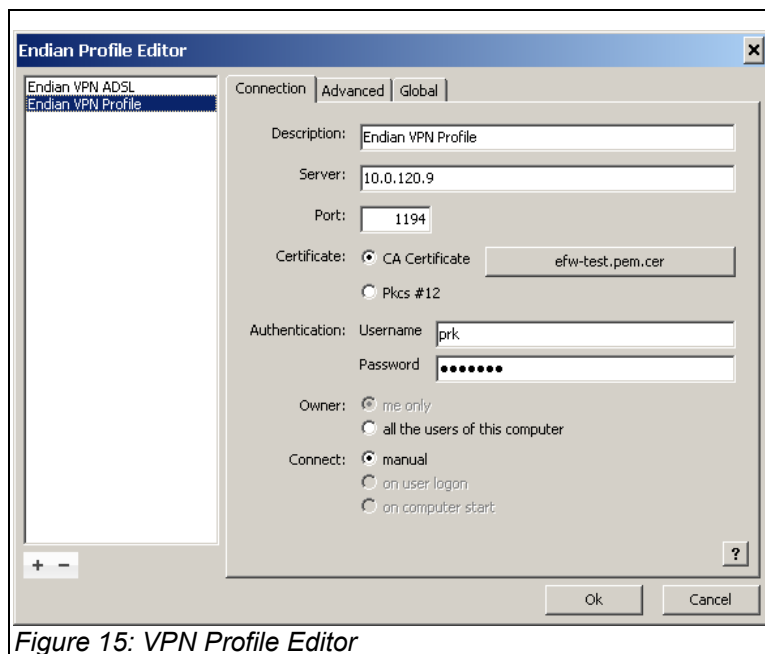 Endian Profile Editor
Endian VPN ADSL
Endian VPN Profile
Connection Advanced Global
Description: Endian VPN Profile
Server: 10.0.120.9
Port: 1194
Certificate: CA Certificate efw-test.pem.cer
Pkcs #12
Authentication: Username prk
Password •••••••
Owner: me only
all the users of this computer
Connect: manual
on user logon
on computer start
+ -
?
Ok Cancel
Figure 15: VPN Profile Editor